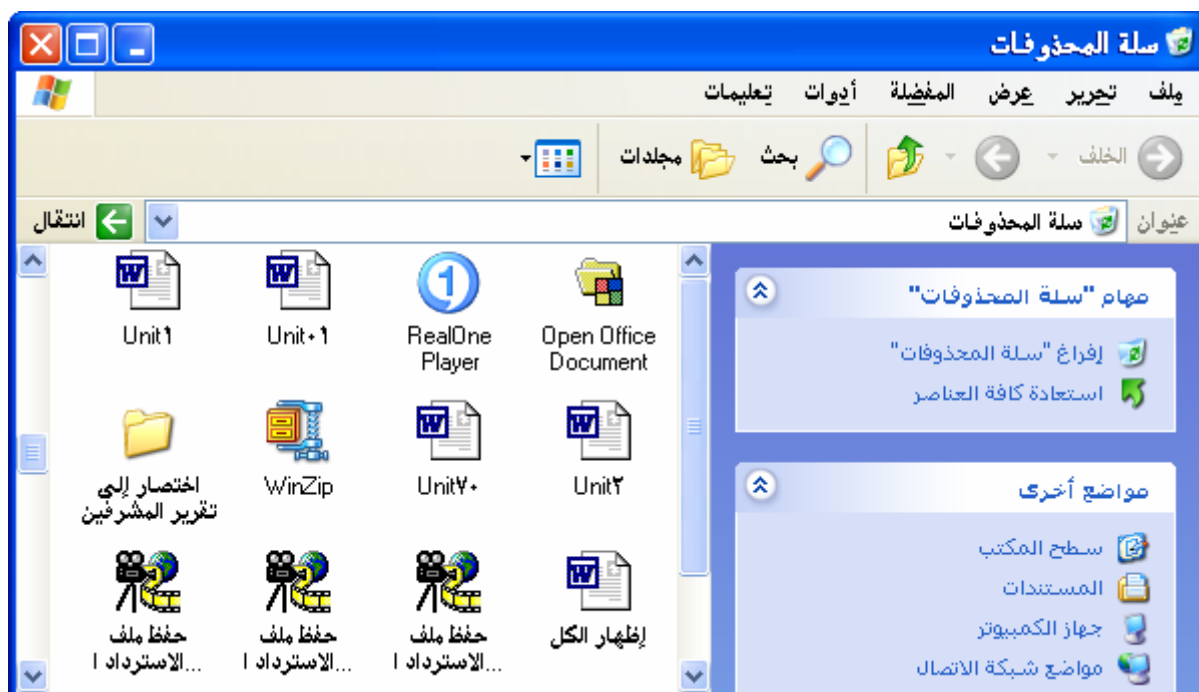 سلة المحذوفات
ملف تحرير عرض المفضلة أدوات تعليمات
الخلف بحث مجلدات
عنوان سلة المحذوفات انتقال
مهام "سلة المحذوفات"
إفراغ "سلة المحذوفات"
استعادة كافة العناصر
مواضع أخرى
سطح المكتب
المستندات
جهاز الكمبيوتر
مواضع شبكة الاتصال
Open Office
Document
RealOne
Player
Unit٠١
Unit١
Unit٢
Unit٧٠
WinZip
اختصار إلى
تقرير المشرفين
إظهار الكل
حفظ ملف
الاسترداد ا...
حفظ ملف
الاسترداد ا...
حفظ ملف
الاسترداد ا...